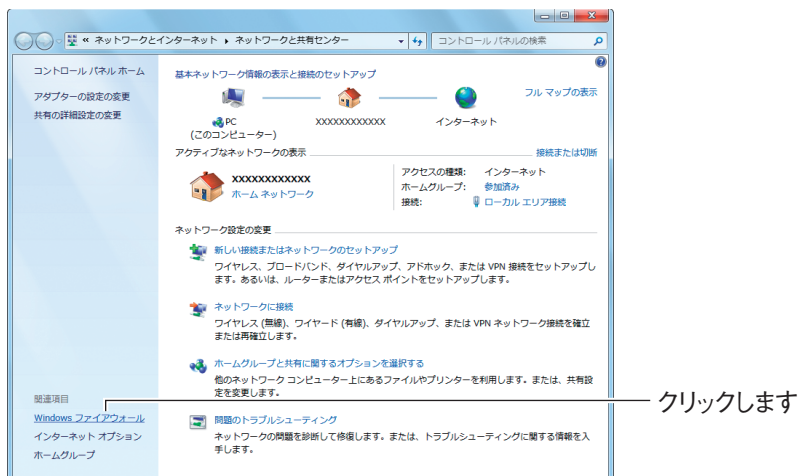 « ネットワークとインターネット ▸ ネットワークと共有センター
コントロール パネルの検索
コントロール パネル ホーム
アダプターの設定の変更
共有の詳細設定の変更
基本ネットワーク情報の表示と接続のセットアップ
フル マップの表示
PC
(このコンピューター)
XXXXXXXXXXXX
インターネット
アクティブなネットワークの表示
接続または切断
XXXXXXXXXXXX
ホーム ネットワーク
アクセスの種類: インターネット
ホームグループ: 参加済み
接続: ローカル エリア接続
ネットワーク設定の変更
新しい接続またはネットワークのセットアップ
ワイヤレス、ブロードバンド、ダイヤルアップ、アドホック、または VPN 接続をセットアップし
ます。あるいは、ルーターまたはアクセス ポイントをセットアップします。
ネットワークに接続
ワイヤレス (無線)、ワイヤード (有線)、ダイヤルアップ、または VPN ネットワーク接続を確立
または再確立します。
ホームグループと共有に関するオプションを選択する
他のネットワーク コンピューター上にあるファイルやプリンターを利用します。または、共有設
定を変更します。
問題のトラブルシューティング
ネットワークの問題を診断して修復します。または、トラブルシューティングに関する情報を入
手します。
関連項目
Windows ファイアウォール
インターネット オプション
ホームグループ
クリックします